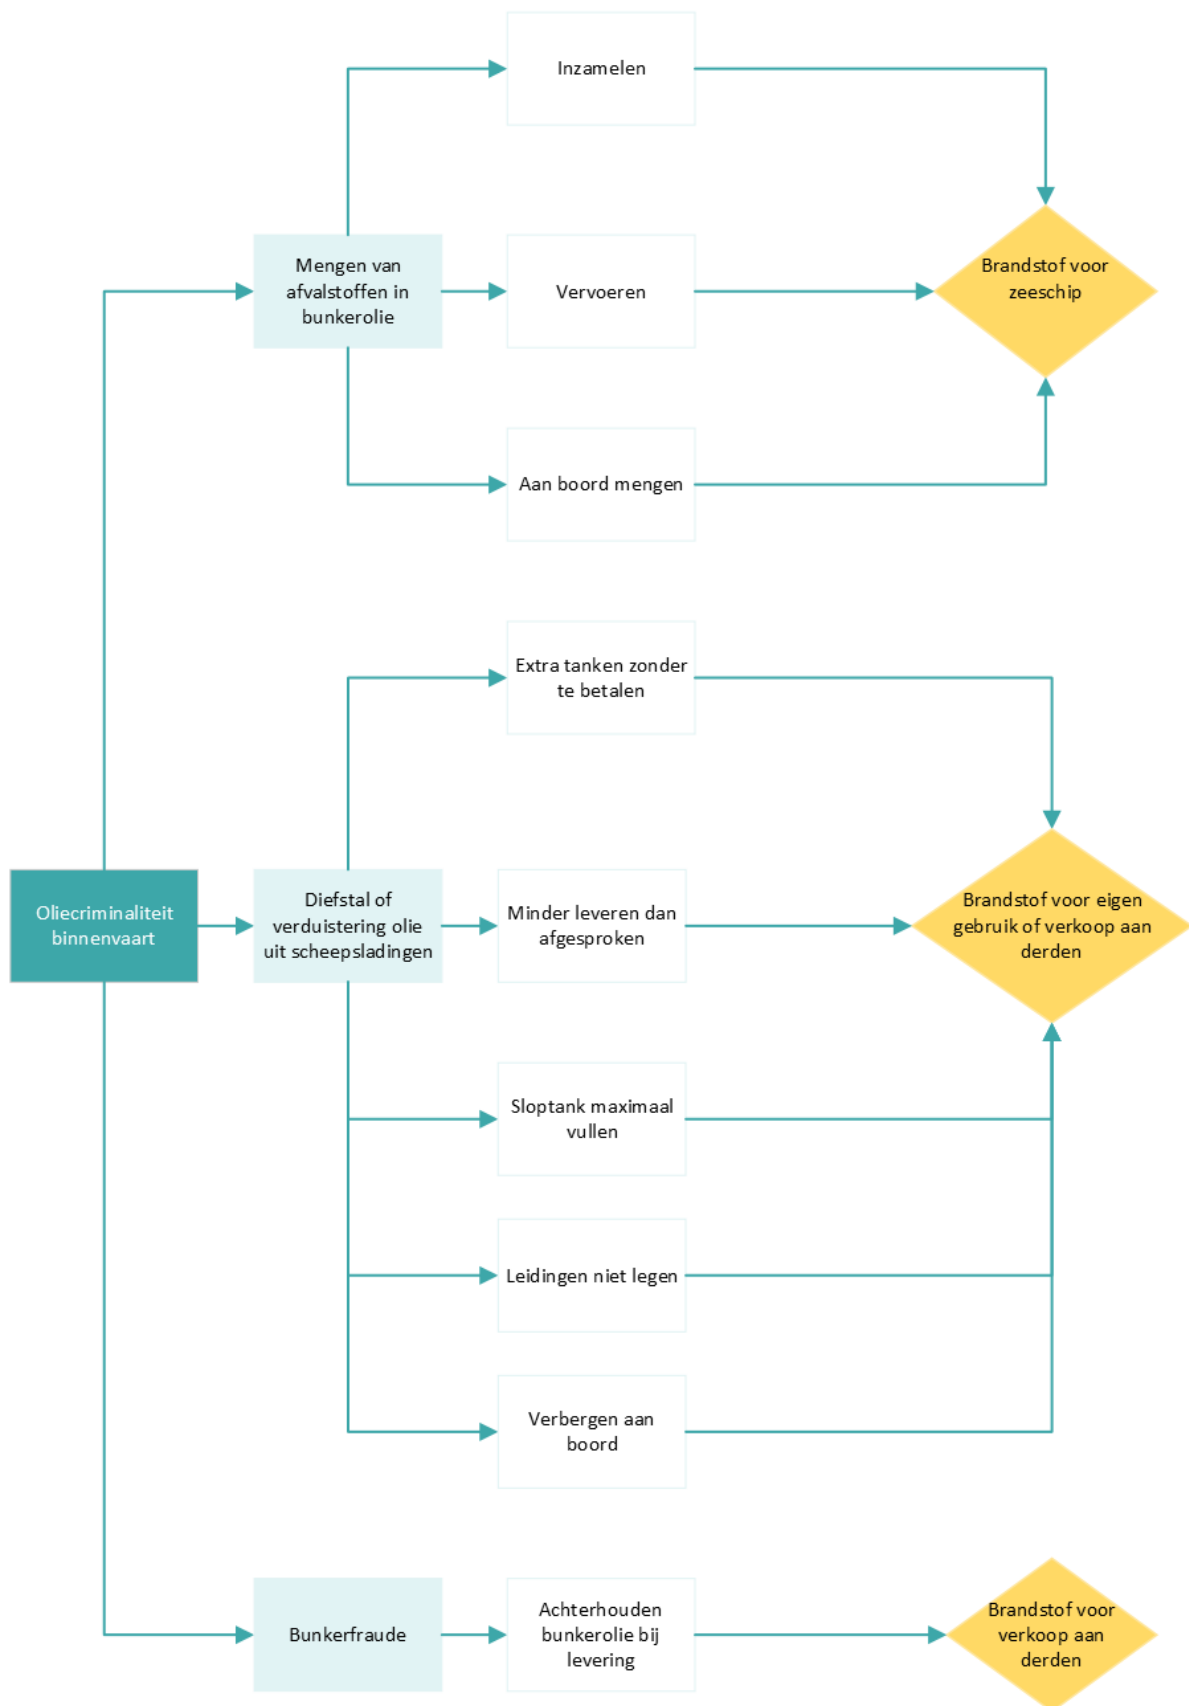 Inzamelen
Mengen van
afvalstoffen in
bunkerolie
Vervoeren
Brandstof voor
zeeschip
Aan boord mengen
Extra tanken zonder
te betalen
Oliecriminaliteit
binnenvaart
Diefstal of
verduistering olie
uit scheepsladingen
Minder leveren dan
afgesproken
Brandstof voor eigen
gebruik of verkoop aan
derden
Sloptank maximaal
vullen
Leidingen niet legen
Verbergen aan
boord
Bunkerfraude
Achterhouden
bunkerolie bij
levering
Brandstof voor
verkoop aan
derden